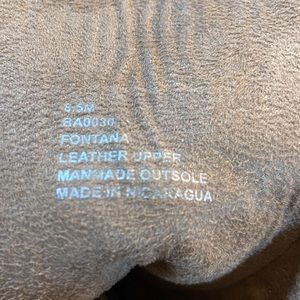 8.5M
BA0030
FONTANA
LEATHER UPPER
MANMADE OUTSOLE
MADE IN NICARAGUA